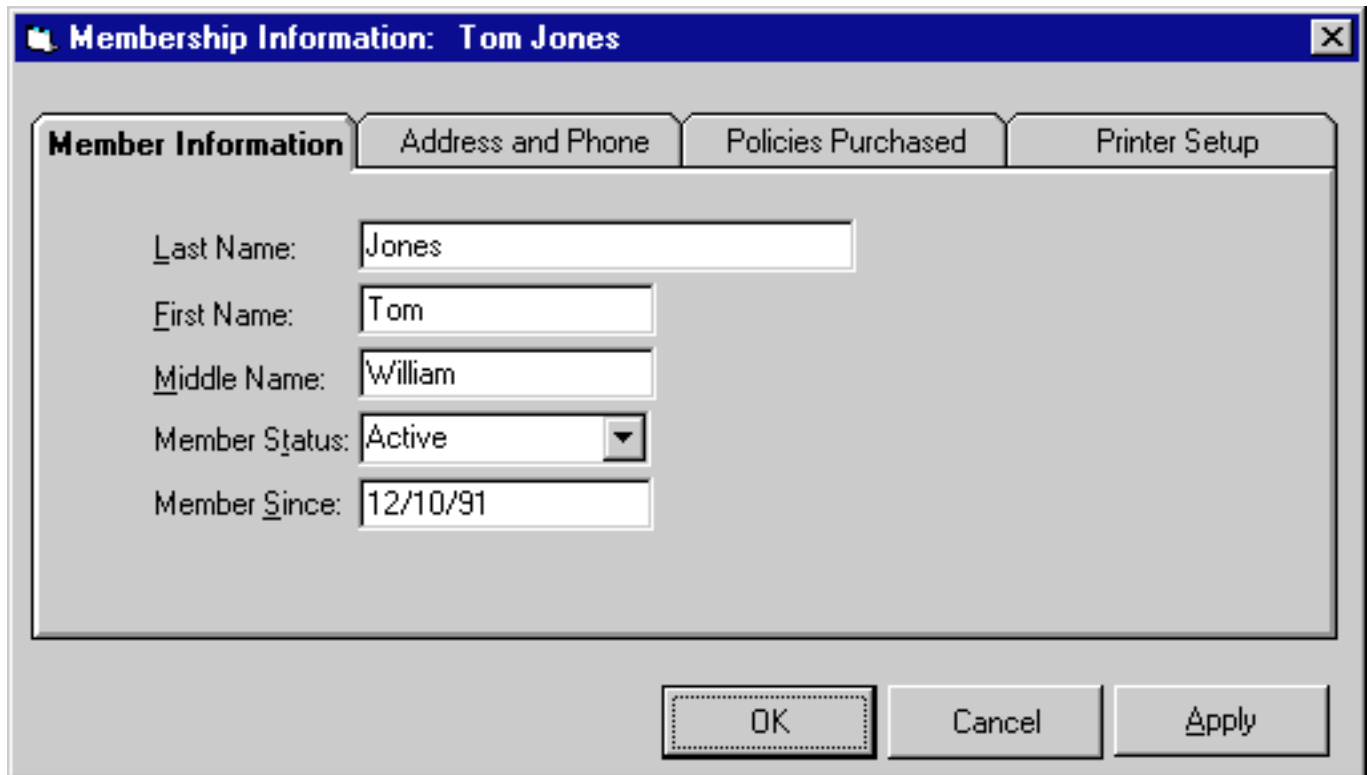 Membership Information:  Tom Jones
Member Information Address and Phone Policies Purchased Printer Setup
Last Name: Jones
First Name: Tom
Middle Name: William
Member Status: Active
Member Since: 12/10/91
OK Cancel Apply